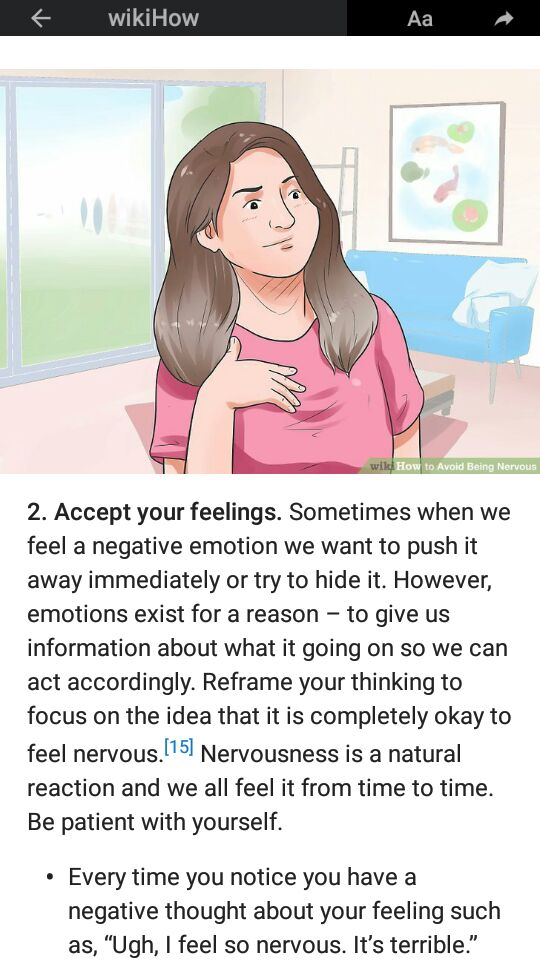 wikiHow
Aa
wikiHow to Avoid Being Nervous
2. Accept your feelings. Sometimes when we
feel a negative emotion we want to push it
away immediately or try to hide it. However,
emotions exist for a reason – to give us
information about what it going on so we can
act accordingly. Reframe your thinking to
focus on the idea that it is completely okay to
feel nervous.[15] Nervousness is a natural
reaction and we all feel it from time to time.
Be patient with yourself.
• Every time you notice you have a
negative thought about your feeling such
as, “Ugh, I feel so nervous. It’s terrible.”